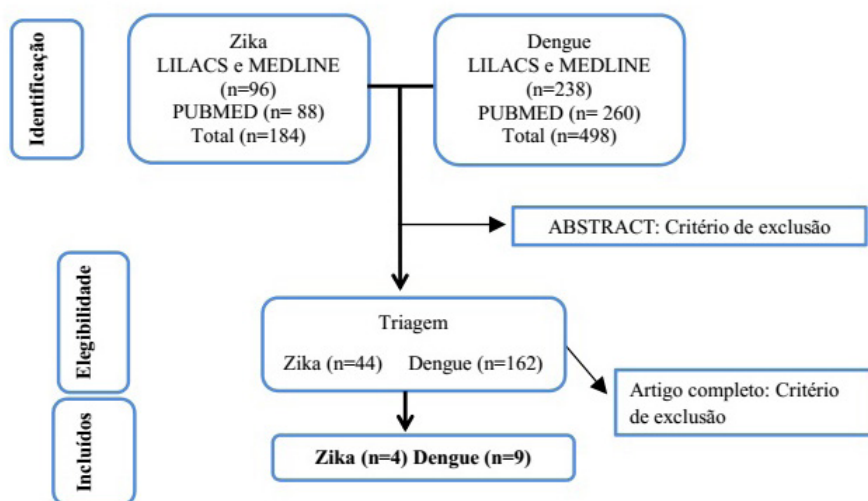 Identificação
Zika
LILACS e MEDLINE
(n=96)
PUBMED (n= 88)
Total (n=184)
Dengue
LILACS e MEDLINE
(n=238)
PUBMED (n= 260)
Total (n=498)
ABSTRACT: Critério de exclusão
Elegibilidade
Triagem
Zika (n=44) Dengue (n=162)
Artigo completo: Critério
de exclusão
Incluídos
Zika (n=4) Dengue (n=9)